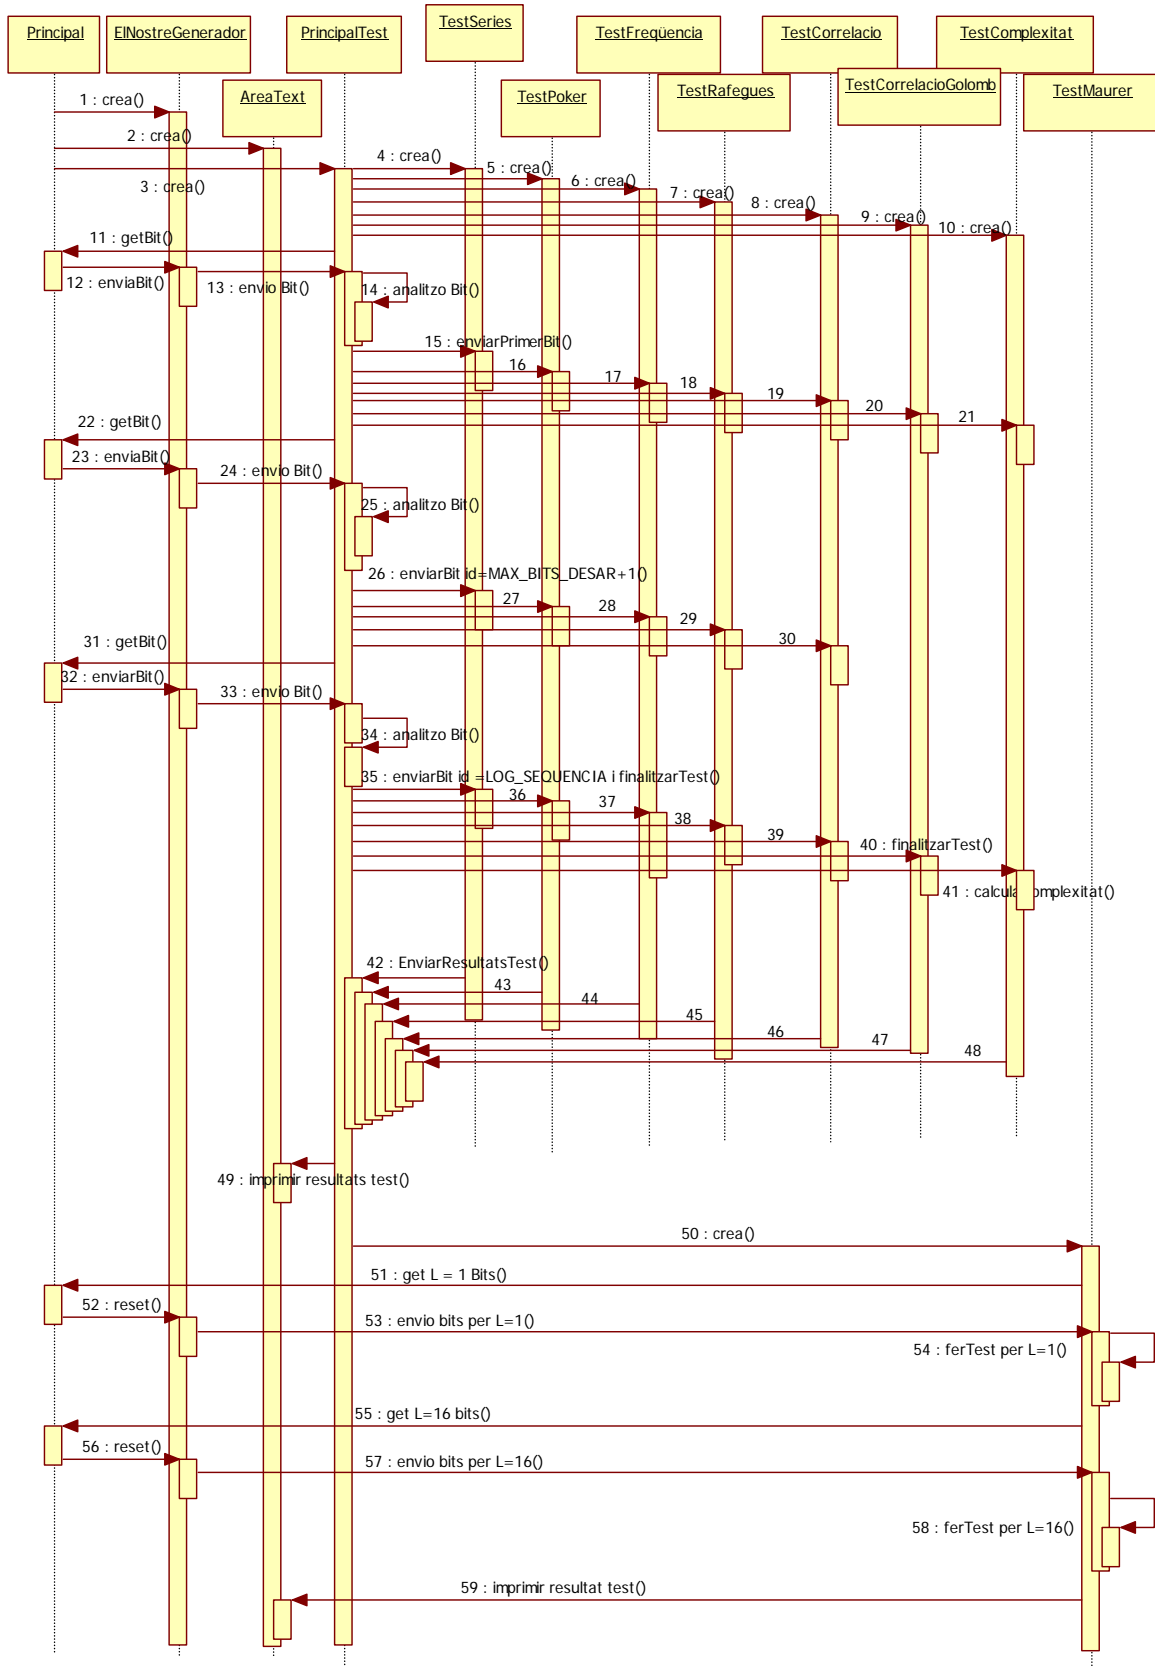 Principal
ElNostreGenerador
PrincipalTest
TestSeries
TestFreqüencia
TestCorrelacio
TestComplexitat
AreaText
TestPoker
TestRafegues
TestCorrelacioGolomb
TestMaurer
1 : crea()
2 : crea()
3 : crea()
4 : crea()
5 : crea()
6 : crea()
7 : crea()
8 : crea()
9 : crea()
10 : crea()
11 : getBit()
12 : enviaBit()
13 : envio Bit()
14 : analitzo Bit()
15 : enviarPrimerBit()
16
17
18
19
20
21
22 : getBit()
23 : enviaBit()
24 : envio Bit()
25 : analitzo Bit()
26 : enviarBit id=MAX_BITS_DESAR+1()
27
28
29
30
31 : getBit()
32 : enviarBit()
33 : envio Bit()
34 : analitzo Bit()
35 : enviarBit id =LOG_SEQUENCIA i finalitzarTest()
36
37
38
39
40 : finalitzarTest()
41 : calculaComplexitat()
42 : EnviarResultatsTest()
43
44
45
46
47
48
49 : imprimir resultats test()
50 : crea()
51 : get L = 1 Bits()
52 : reset()
53 : envio bits per L=1()
54 : ferTest per L=1()
55 : get L=16 bits()
56 : reset()
57 : envio bits per L=16()
58 : ferTest per L=16()
59 : imprimir resultat test()